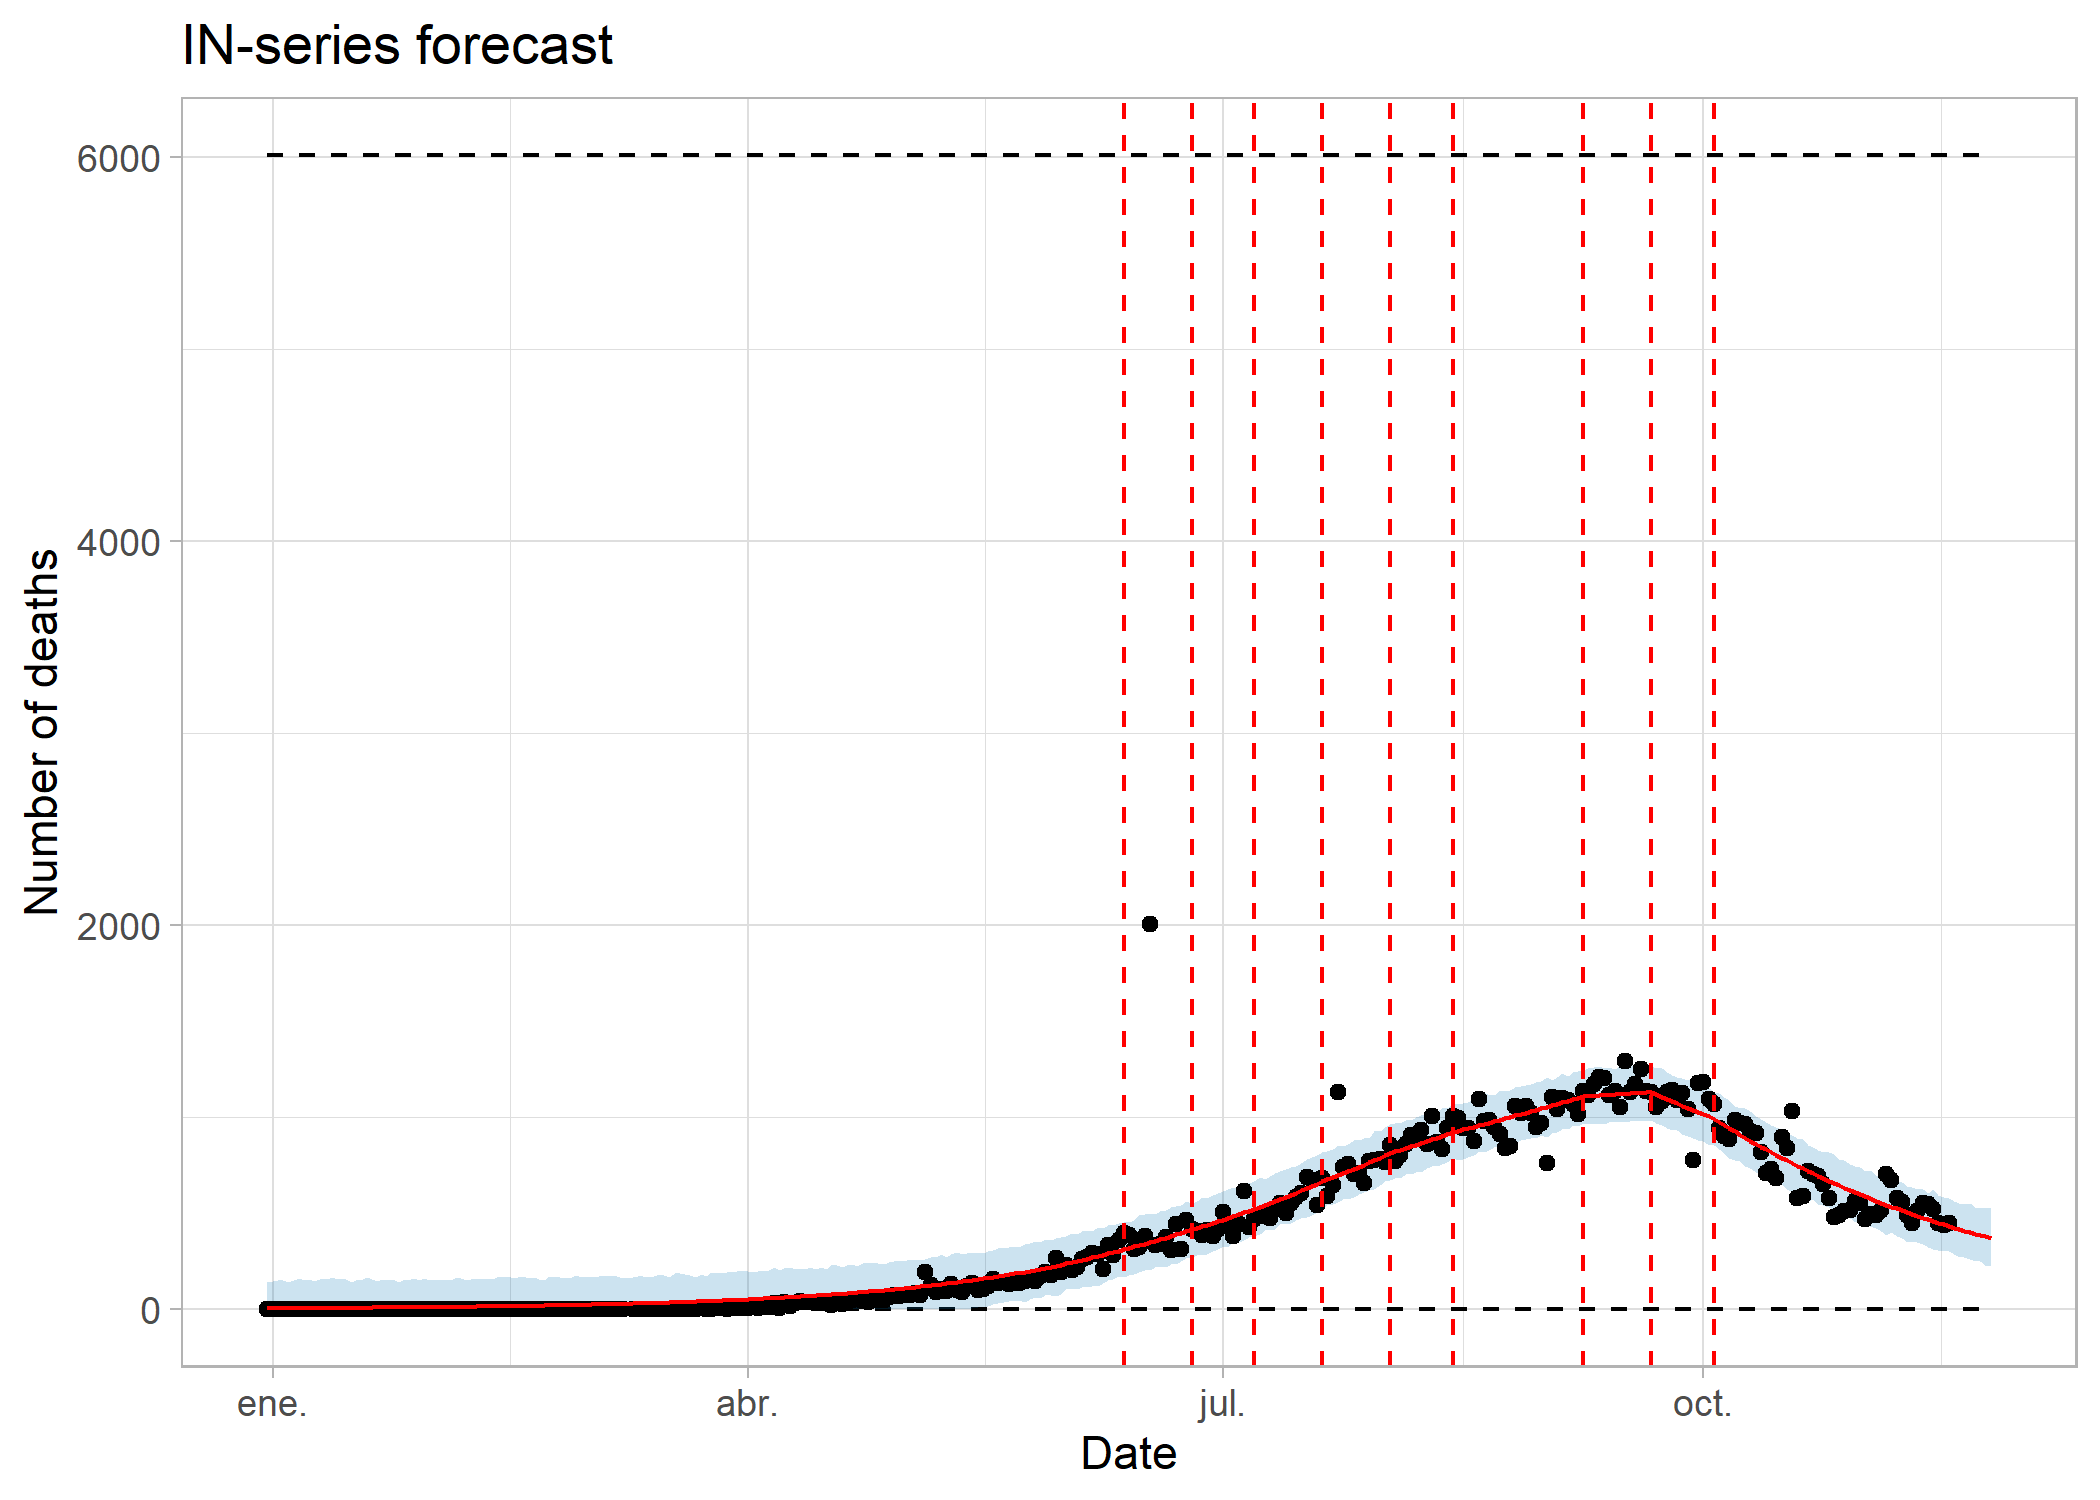 IN-series forecast
6000
4000
2000
0
Number of deaths
ene.
abr.
jul.
oct.
Date